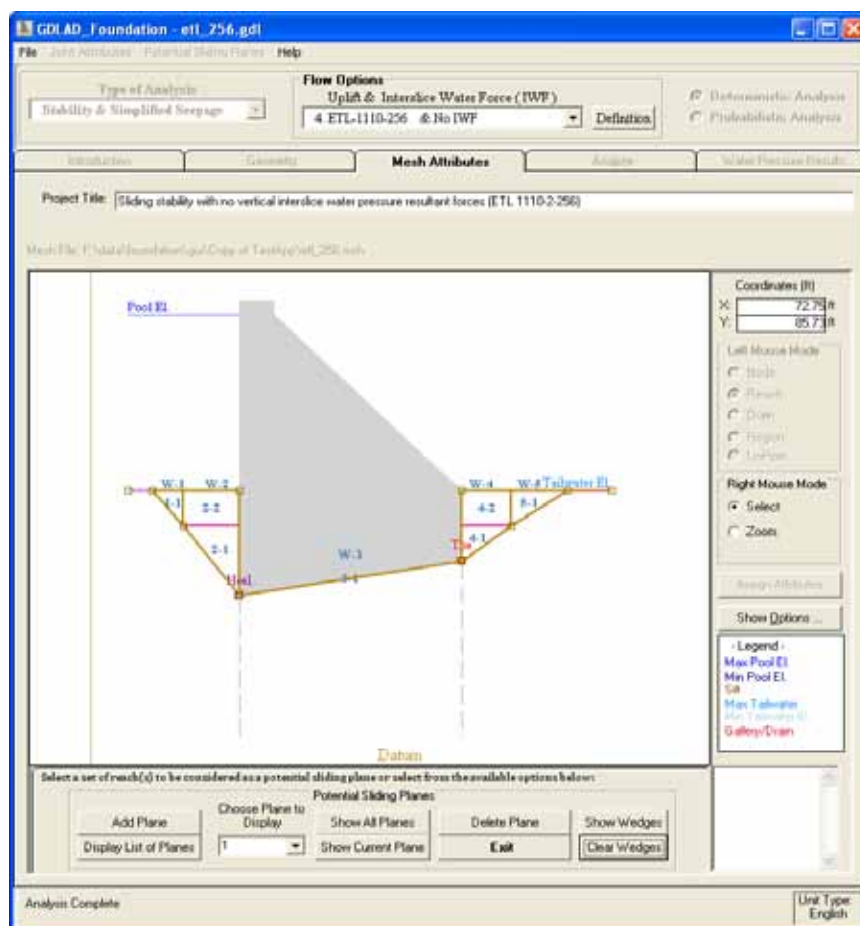 GDLAD_Foundation - etl_256.gdl
File Joint Attributes Potential Sliding Planes Help
Type of Analysis
Stability & Simplified Seepage
Flow Options
Uplift & Interslice Water Force ( IWF )
4. ETL-1110-256 & No IWF
Definition
Deterministic Analysis
Probabilistic Analysis
Introduction Geometry Mesh Attributes Analyze Water Pressure Results
Project Title: Sliding stability with no vertical interslice water pressure resultant forces (ETL 1110-2-256)
Mesh File:
Pool El.
W-1 W-2 W-4 W-5 Tailwater El.
1-1 2-2 4-2 5-1
2-1 4-1
Toe
W-3
Heel 3-1
Datum
Coordinates (ft)
X: 72.75 ft
Y: 85.73 ft
Left Mouse Mode
Node
Reach
Drain
Region
Right Mouse Mode
Select
Zoom
Assign Attributes
Show Options ...
- Legend -
Max Pool El.
Min Pool El.
Silt
Max Tailwater
Min Tailwater El.
Gallery/Drain
Select a set of reach(s) to be considered as a potential sliding plane or select from the available options below:
Potential Sliding Planes
Add Plane
Choose Plane to Display
Show All Planes
Delete Plane
Show Wedges
Display List of Planes
1
Show Current Plane
Exit
Clear Wedges
Analysis Complete
Unit Type:
English